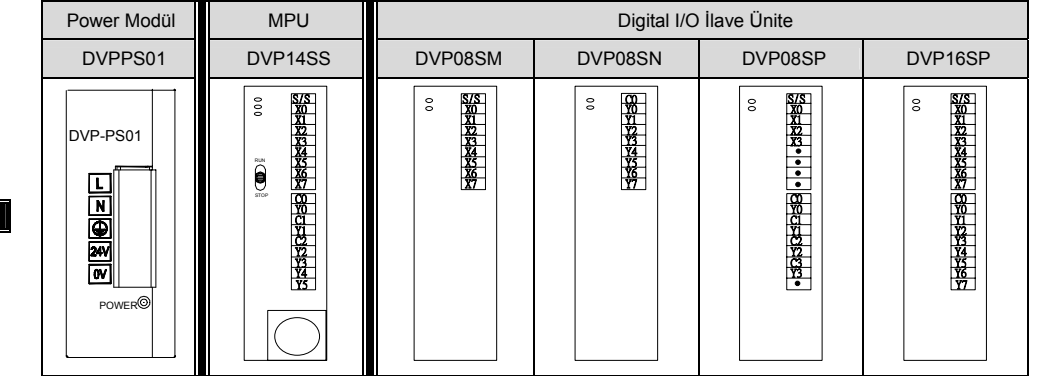 Power Modül
MPU
Digital I/O İlave Ünite
DVPPS01
DVP14SS
DVP08SM
DVP08SN
DVP08SP
DVP16SP
DVP-PS01
L
N
24V
0V
POWER
RUN
STOP
S/S
X0
X1
X2
X3
X4
X5
X6
X7
C0
Y0
C1
Y1
C2
Y2
Y3
Y4
Y5
S/S
X0
X1
X2
X3
X4
X5
X6
X7
C0
Y0
Y1
Y2
Y3
Y4
Y5
Y6
Y7
S/S
X0
X1
X2
X3
•
•
•
•
C0
Y0
C1
Y1
C2
Y2
C3
Y3
•
S/S
X0
X1
X2
X3
X4
X5
X6
X7
C0
Y0
Y1
Y2
Y3
Y4
Y5
Y6
Y7